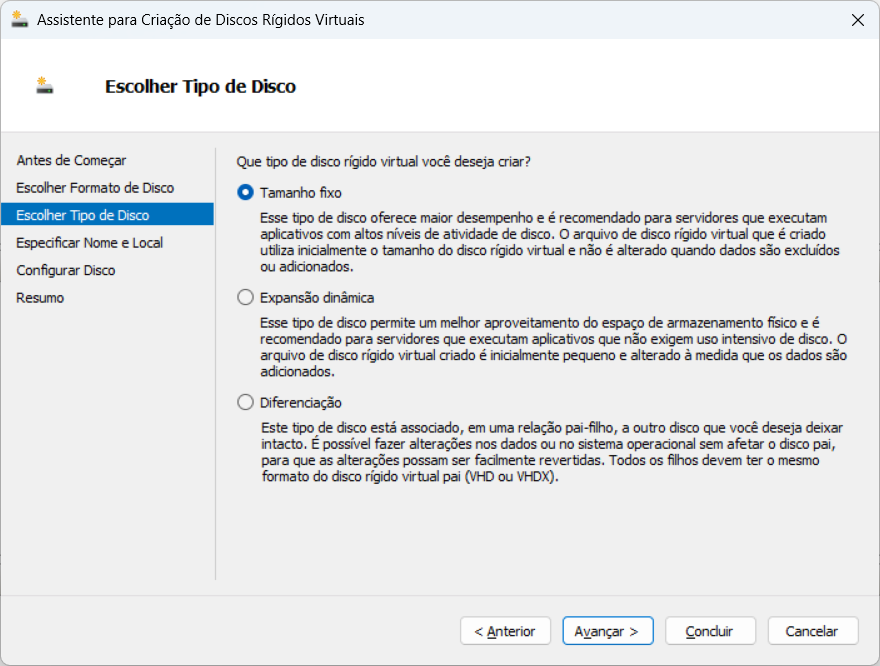 Assistente para Criação de Discos Rígidos Virtuais
Escolher Tipo de Disco
Antes de Começar
Escolher Formato de Disco
Escolher Tipo de Disco
Especificar Nome e Local
Configurar Disco
Resumo
Que tipo de disco rígido virtual você deseja criar?
Tamanho fixo
Esse tipo de disco oferece maior desempenho e é recomendado para servidores que executam
aplicativos com altos níveis de atividade de disco. O arquivo de disco rígido virtual que é criado
utiliza inicialmente o tamanho do disco rígido virtual e não é alterado quando dados são excluídos
ou adicionados.
Expansão dinâmica
Esse tipo de disco permite um melhor aproveitamento do espaço de armazenamento físico e é
recomendado para servidores que executam aplicativos que não exigem uso intensivo de disco. O
arquivo de disco rígido virtual criado é inicialmente pequeno e alterado à medida que os dados são
adicionados.
Diferenciação
Este tipo de disco está associado, em uma relação pai-filho, a outro disco que você deseja deixar
intacto. É possível fazer alterações nos dados ou no sistema operacional sem afetar o disco pai,
para que as alterações possam ser facilmente revertidas. Todos os filhos devem ter o mesmo
formato do disco rígido virtual pai (VHD ou VHDX).
< Anterior
Avançar >
Concluir
Cancelar